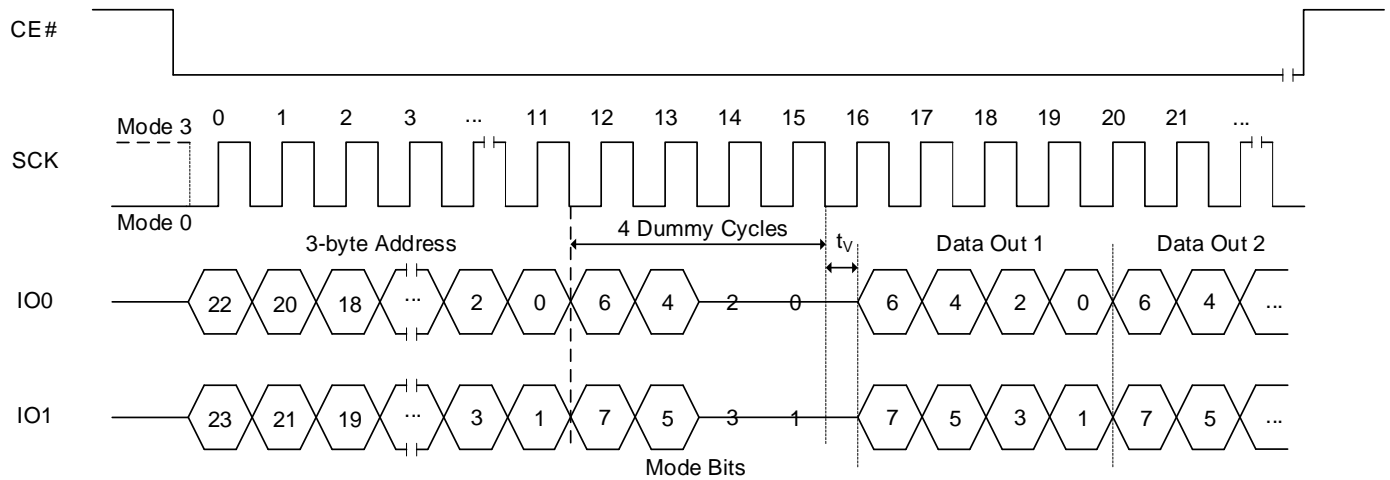 CE#
0 1 2 3 ... 11 12 13 14 15 16 17 18 19 20 21 ...
Mode 3
SCK
Mode 0
3-byte Address 4 Dummy Cycles tV Data Out 1 Data Out 2
IO0 22 20 18 ... 2 0 6 4 2 0 6 4 2 0 6 4 ...
IO1 23 21 19 ... 3 1 7 5 3 1 7 5 3 1 7 5 ...
Mode Bits